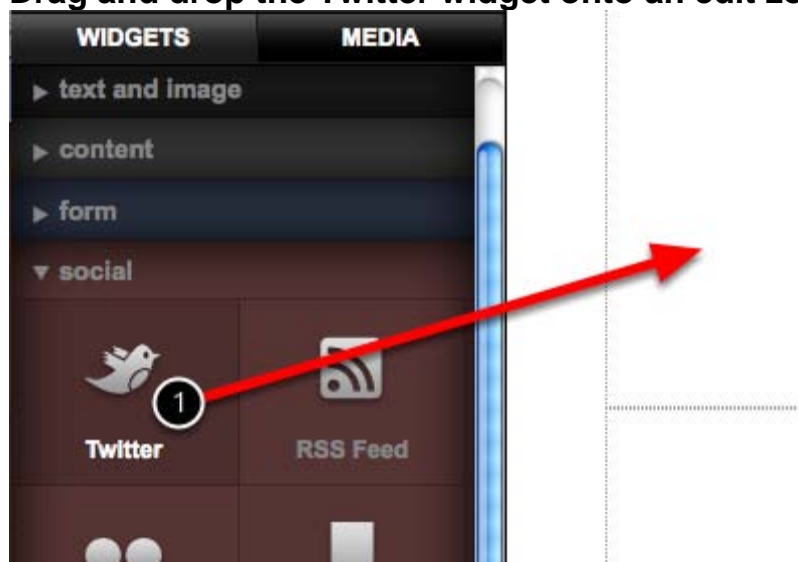 Drag and drop the Twitter widget onto an edit
WIDGETS MEDIA
text and image
content
form
social
1
Twitter RSS Feed